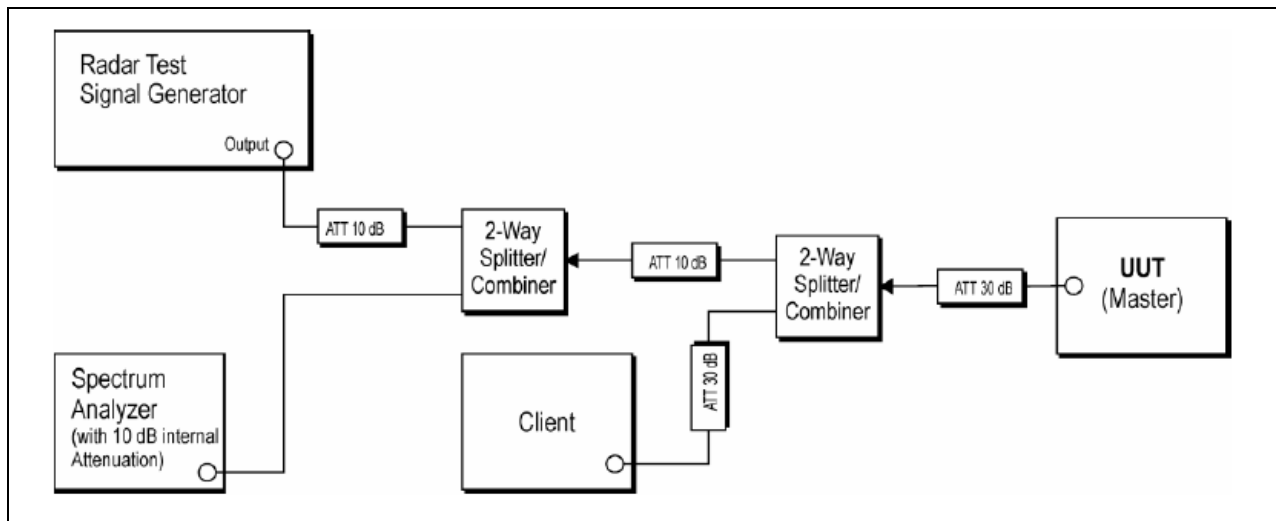 Radar Test
Signal Generator
Output
ATT 10 dB
2-Way
Splitter/
Combiner
ATT 10 dB
2-Way
Splitter/
Combiner
ATT 30 dB
UUT
(Master)
Spectrum
Analyzer
(with 10 dB internal
Attenuation)
Client
ATT 30 dB